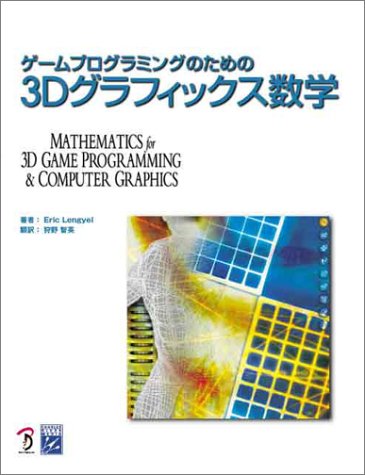 ゲームプログラミングのための
3Dグラフィックス数学
MATHEMATICS for
3D GAME PROGRAMMING
& COMPUTER GRAPHICS
著者： Eric Lengyel
翻訳： 狩野 智英